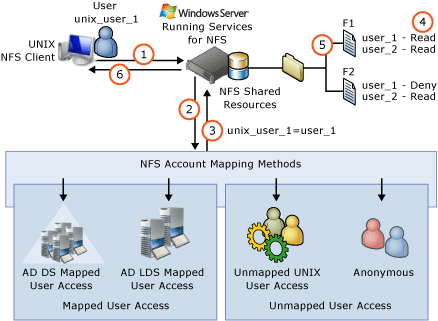 User
unix_user_1
UNIX
NFS Client
1
6
Windows Server
Running Services
for NFS
NFS Shared
Resources
2
3
unix_user_1=user_1
4
5
F1
user_1 - Read
user_2 - Read
F2
user_1 - Deny
user_2 - Read
NFS Account Mapping Methods
AD DS Mapped
User Access
AD LDS Mapped
User Access
Mapped User Access
Unmapped UNIX
User Access
Anonymous
Unmapped User Access